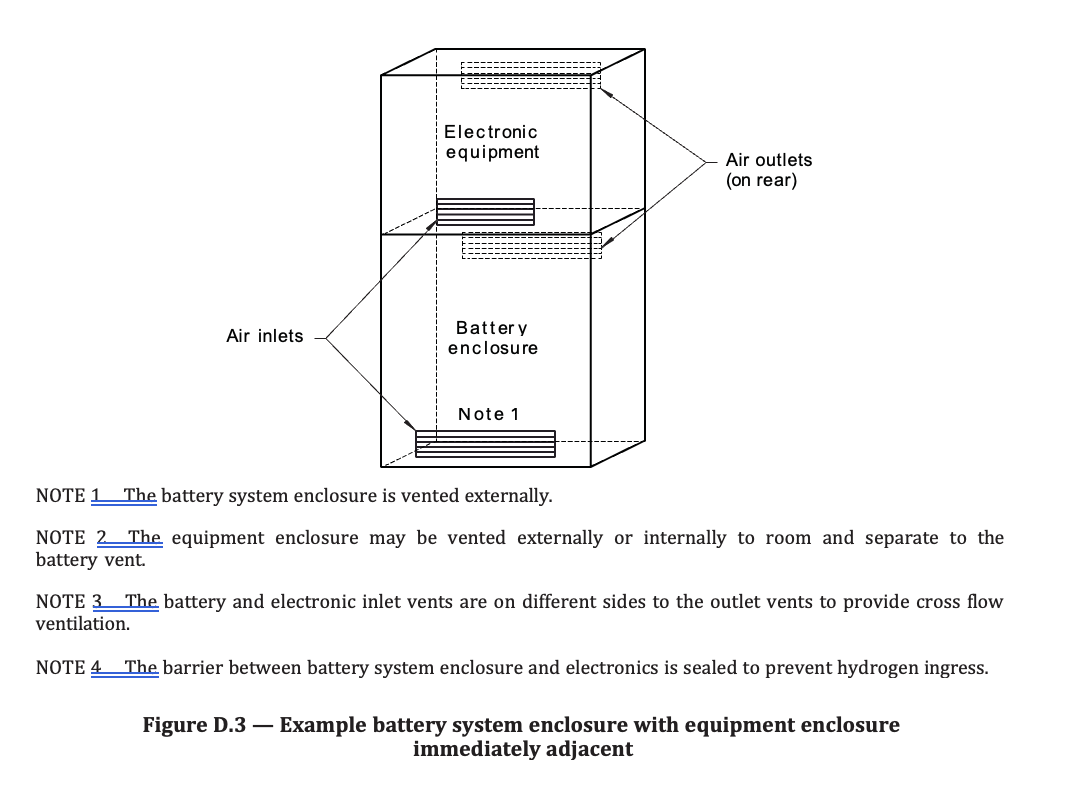 Electronic
equipment
Air outlets
(on rear)
Air inlets
Battery
enclosure
Note 1
NOTE 1 The battery system enclosure is vented externally.
NOTE 2 The equipment enclosure may be vented externally or internally to room and separate to the
battery vent.
NOTE 3 The battery and electronic inlet vents are on different sides to the outlet vents to provide cross flow
ventilation.
NOTE 4 The barrier between battery system enclosure and electronics is sealed to prevent hydrogen ingress.
Figure D.3 — Example battery system enclosure with equipment enclosure
immediately adjacent